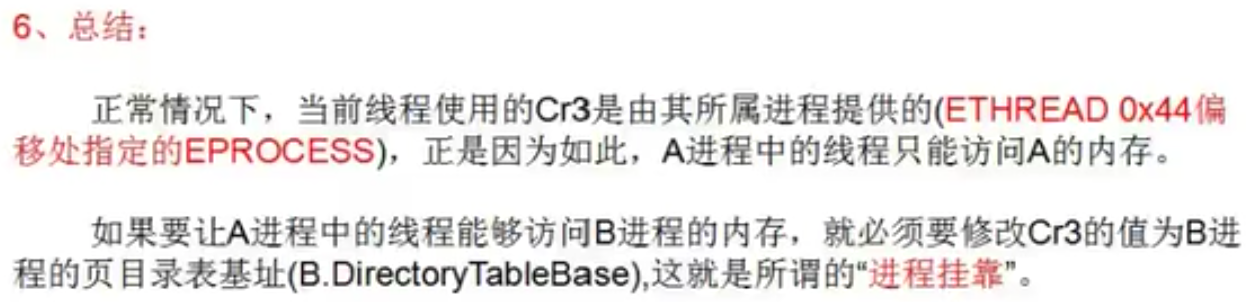 6、总结：
正常情况下，当前线程使用的Cr3是由其所属进程提供的(ETHREAD 0x44偏
移处指定的EPROCESS)，正是因为如此，A进程中的线程只能访问A的内存。
如果要让A进程中的线程能够访问B进程的内存，就必须要修改Cr3的值为B进
程的页目录表基址(B.DirectoryTableBase),这就是所谓的“进程挂靠”。